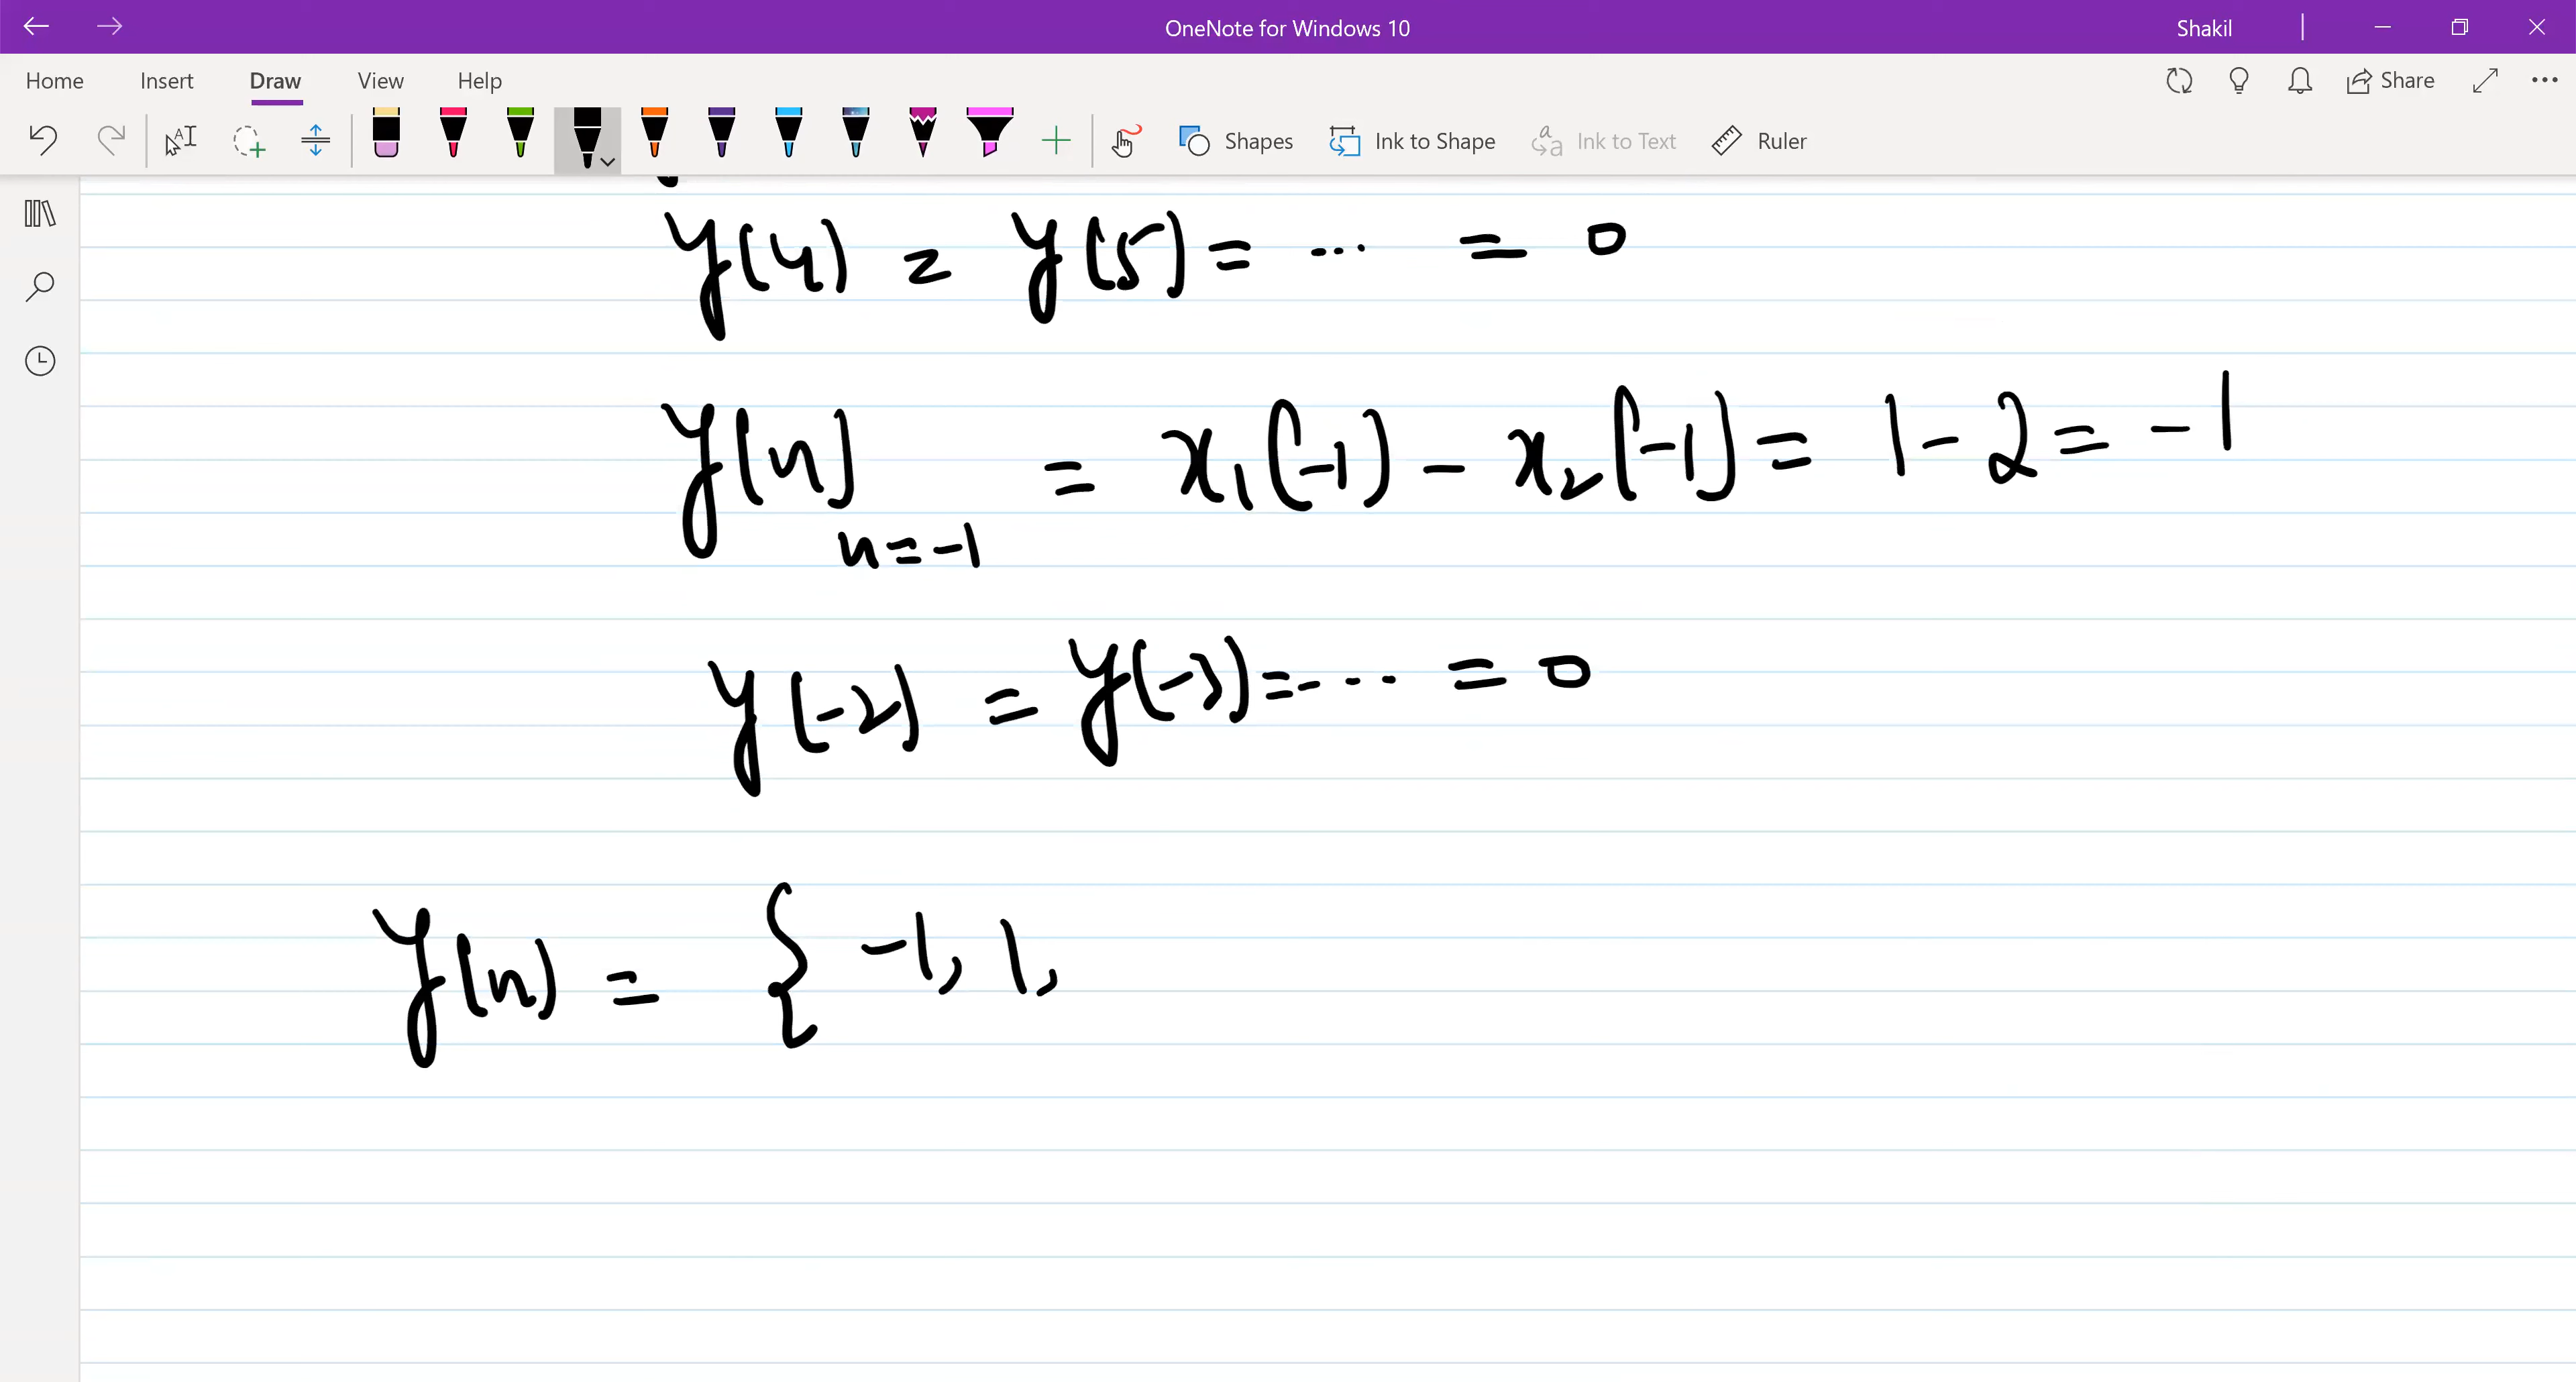 OneNote for Windows 10
Shakil
Home Insert Draw View Help
Share
Shapes Ink to Shape Ink to Text Ruler
y(4) = y(5) = ... = 0
y[n] = x₁(-1) - x₂[-1] = 1 - 2 = -1
n = -1
y(-2) = y(-3) = .... = 0
y(n) = { -1, 1,